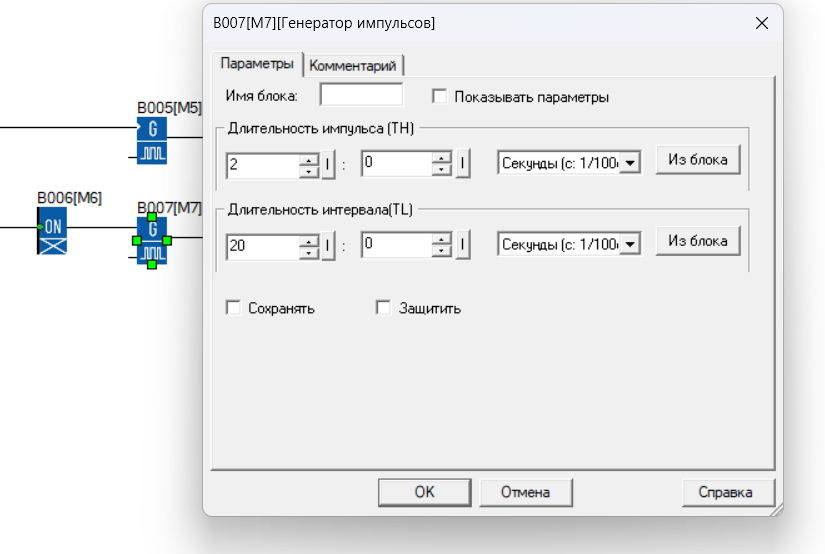 B007[M7][Генератор импульсов]
Параметры
Комментарий
Имя блока:
Показывать параметры
B005[M5]
G
Длительность импульса (TH)
2
:
0
Секунды (с: 1/100
Из блока
B006[M6]
ON
B007[M7]
G
Длительность интервала(TL)
20
:
0
Секунды (с: 1/100
Из блока
Сохранять
Защитить
OK
Отмена
Справка